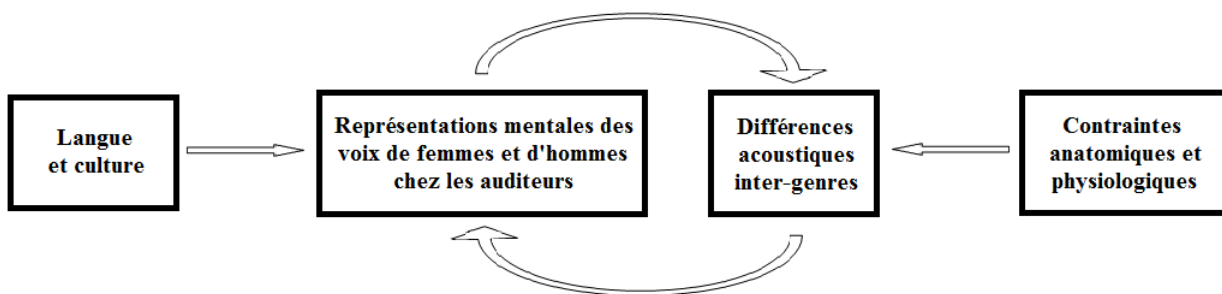 Langue
et culture
Représentations mentales des
voix de femmes et d'hommes
chez les auditeurs
Différences
acoustiques
inter-genres
Contraintes
anatomiques et
physiologiques